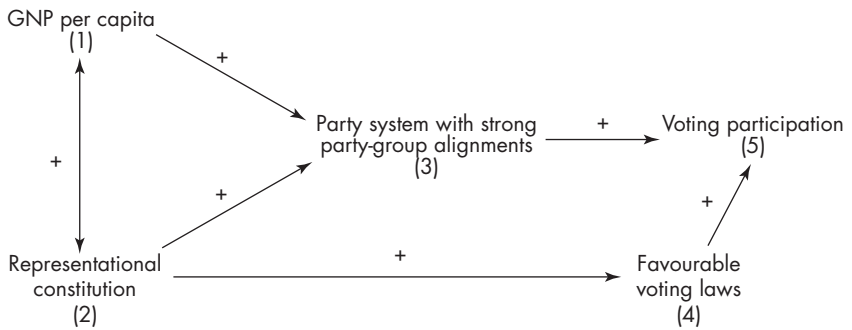 GNP per capita
(1)
+
+
Party system with strong
party-group alignments
(3)
+
Voting participation
(5)
+
+
+
Representational
constitution
(2)
Favourable
voting laws
(4)